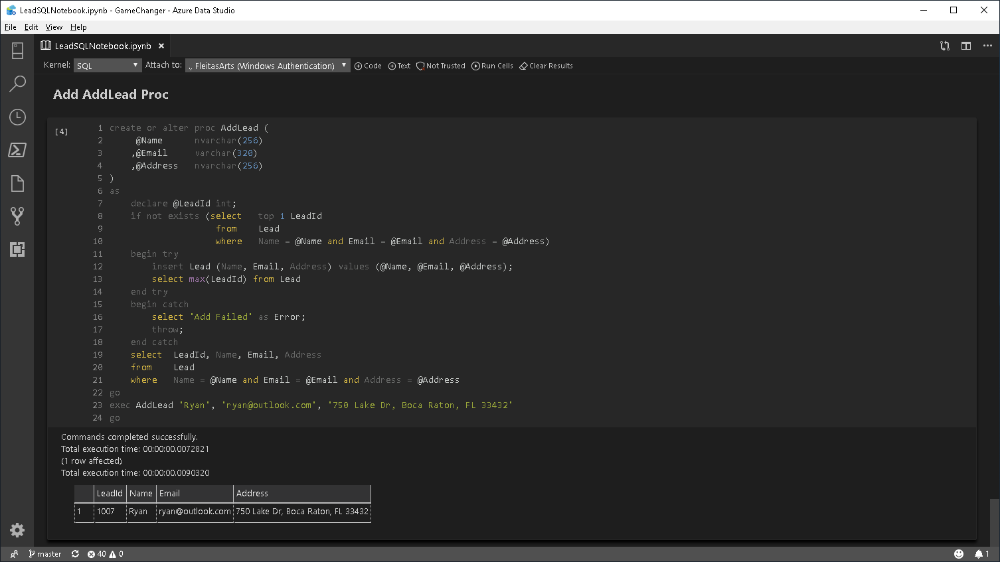 LeadSQLNotebook.ipynb - GameChanger - Azure Data Studio
File Edit View Help
LeadSQLNotebook.ipynb
Kernel: SQL Attach to: ., FleitasArts (Windows Authentication) Code Text Not Trusted Run Cells Clear Results
Add AddLead Proc
[4]
1 create or alter proc AddLead (
2 @Name nvarchar(256)
3 ,@Email varchar(320)
4 ,@Address nvarchar(256)
5 )
6 as
7 declare @LeadId int;
8 if not exists (select top 1 LeadId
9 from Lead
10 where Name = @Name and Email = @Email and Address = @Address)
11 begin try
12 insert Lead (Name, Email, Address) values (@Name, @Email, @Address);
13 select max(LeadId) from Lead
14 end try
15 begin catch
16 select 'Add Failed' as Error;
17 throw;
18 end catch
19 select LeadId, Name, Email, Address
20 from Lead
21 where Name = @Name and Email = @Email and Address = @Address
22 go
23 exec AddLead 'Ryan', 'ryan@outlook.com', '750 Lake Dr, Boca Raton, FL 33432'
24 go
Commands completed successfully.
Total execution time: 00:00:00.0072821
(1 row affected)
Total execution time: 00:00:00.0090320
LeadId Name Email Address
1 1007 Ryan ryan@outlook.com 750 Lake Dr, Boca Raton, FL 33432
master 40 0 1